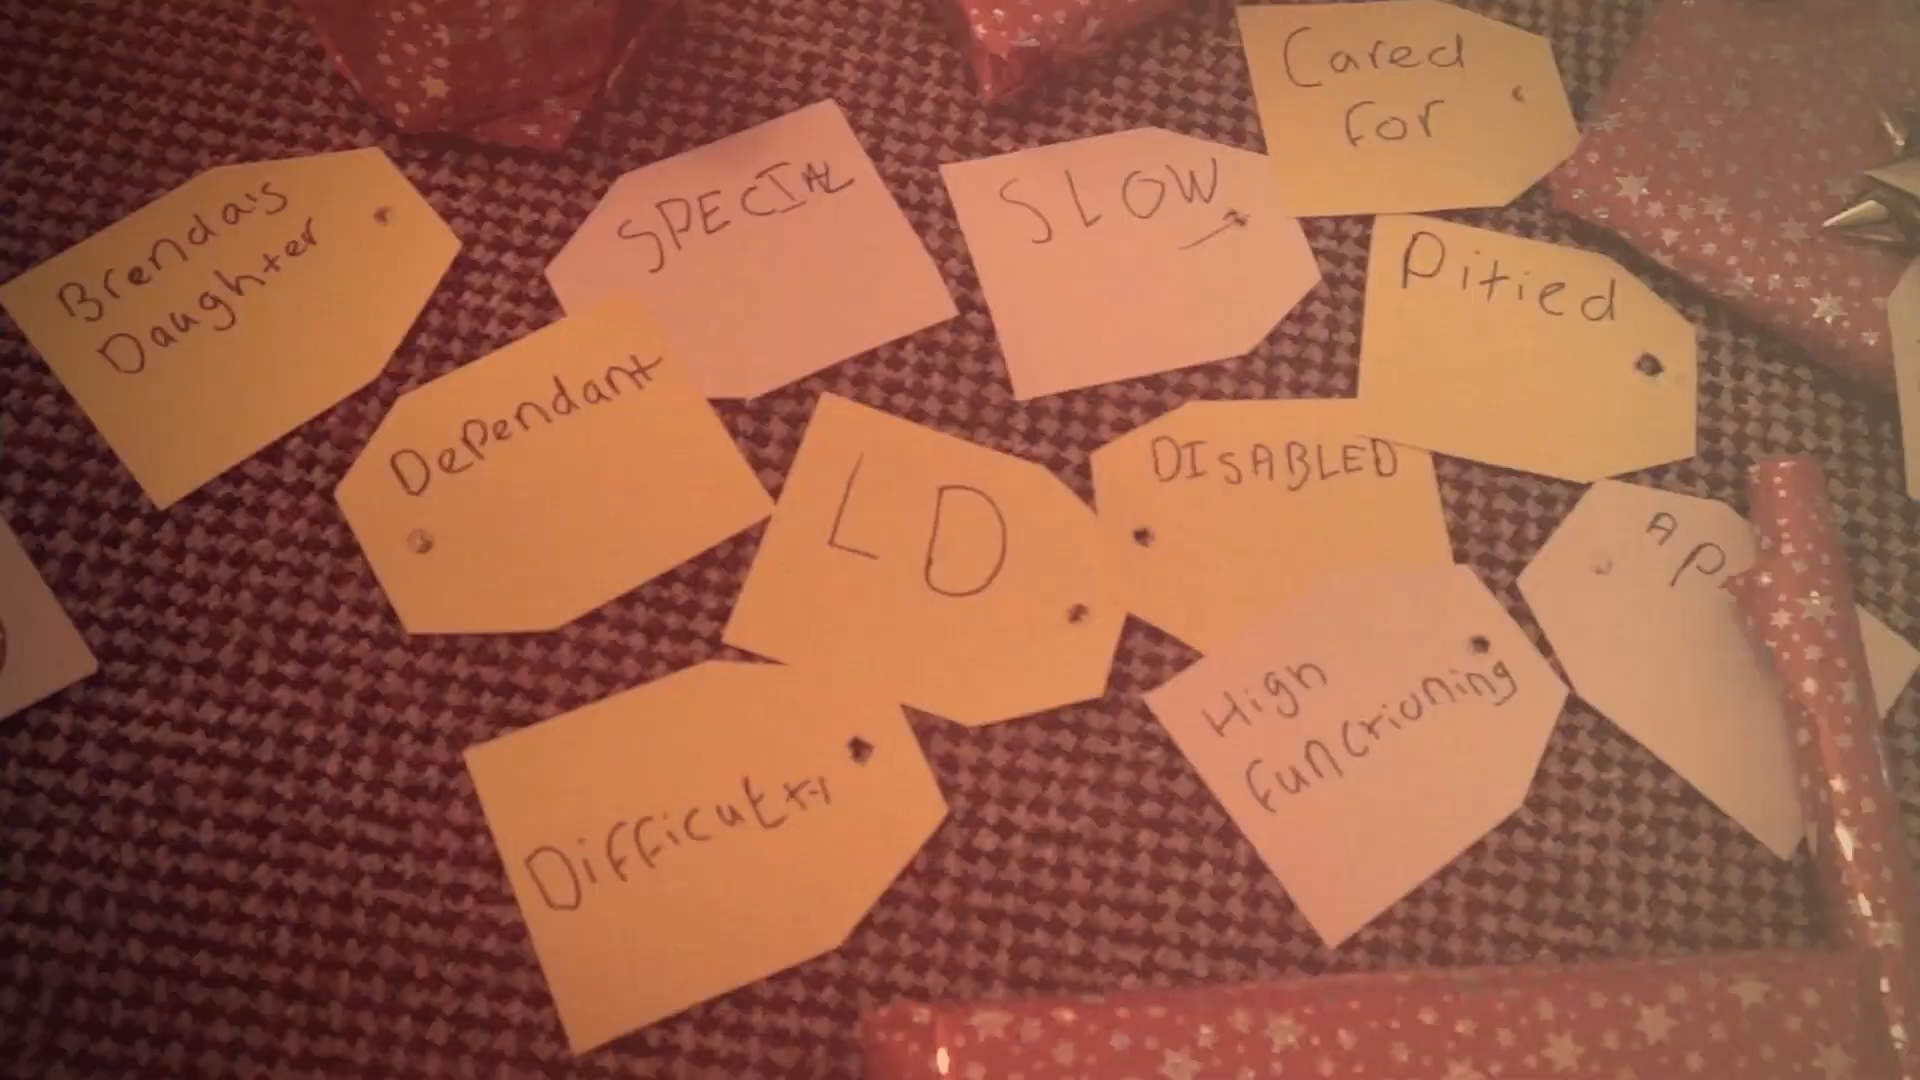 Cared
For
Brenda's
Daughter
SPECIAL
SLOW
Pitied
Dependant
LD
DISABLED
High
Functioning
Difficulty